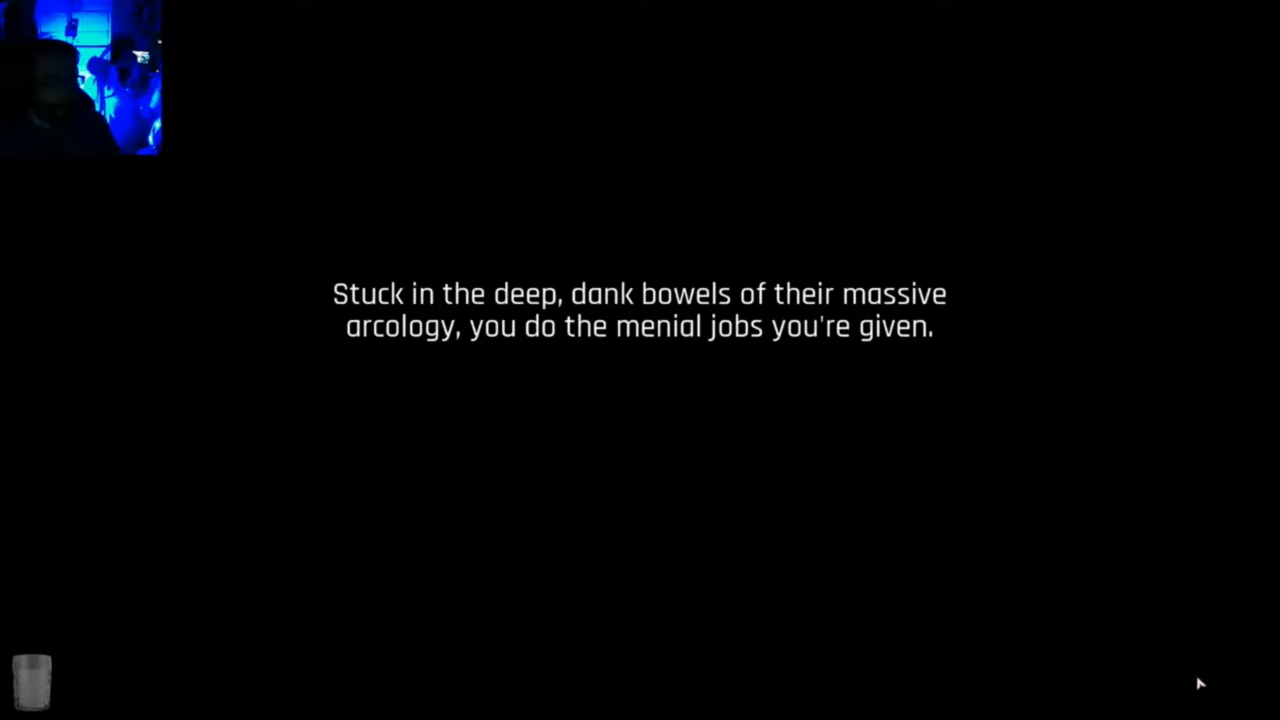 Stuck in the deep, dank bowels of their massive
arcology, you do the menial jobs you're given.